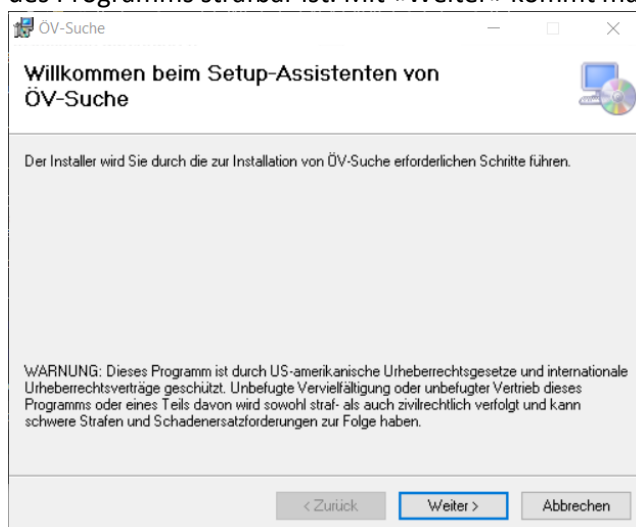 des Programms strafbar ist. Mit «Weiter» kommt ma
ÖV-Suche
Willkommen beim Setup-Assistenten von
ÖV-Suche
Der Installer wird Sie durch die zur Installation von ÖV-Suche erforderlichen Schritte führen.
WARNUNG: Dieses Programm ist durch US-amerikanische Urheberrechtsgesetze und internationale
Urheberrechtsverträge geschützt. Unbefugte Vervielfältigung oder unbefugter Vertrieb dieses
Programms oder eines Teils davon wird sowohl straf- als auch zivilrechtlich verfolgt und kann
schwere Strafen und Schadenersatzforderungen zur Folge haben.
< Zurück Weiter > Abbrechen